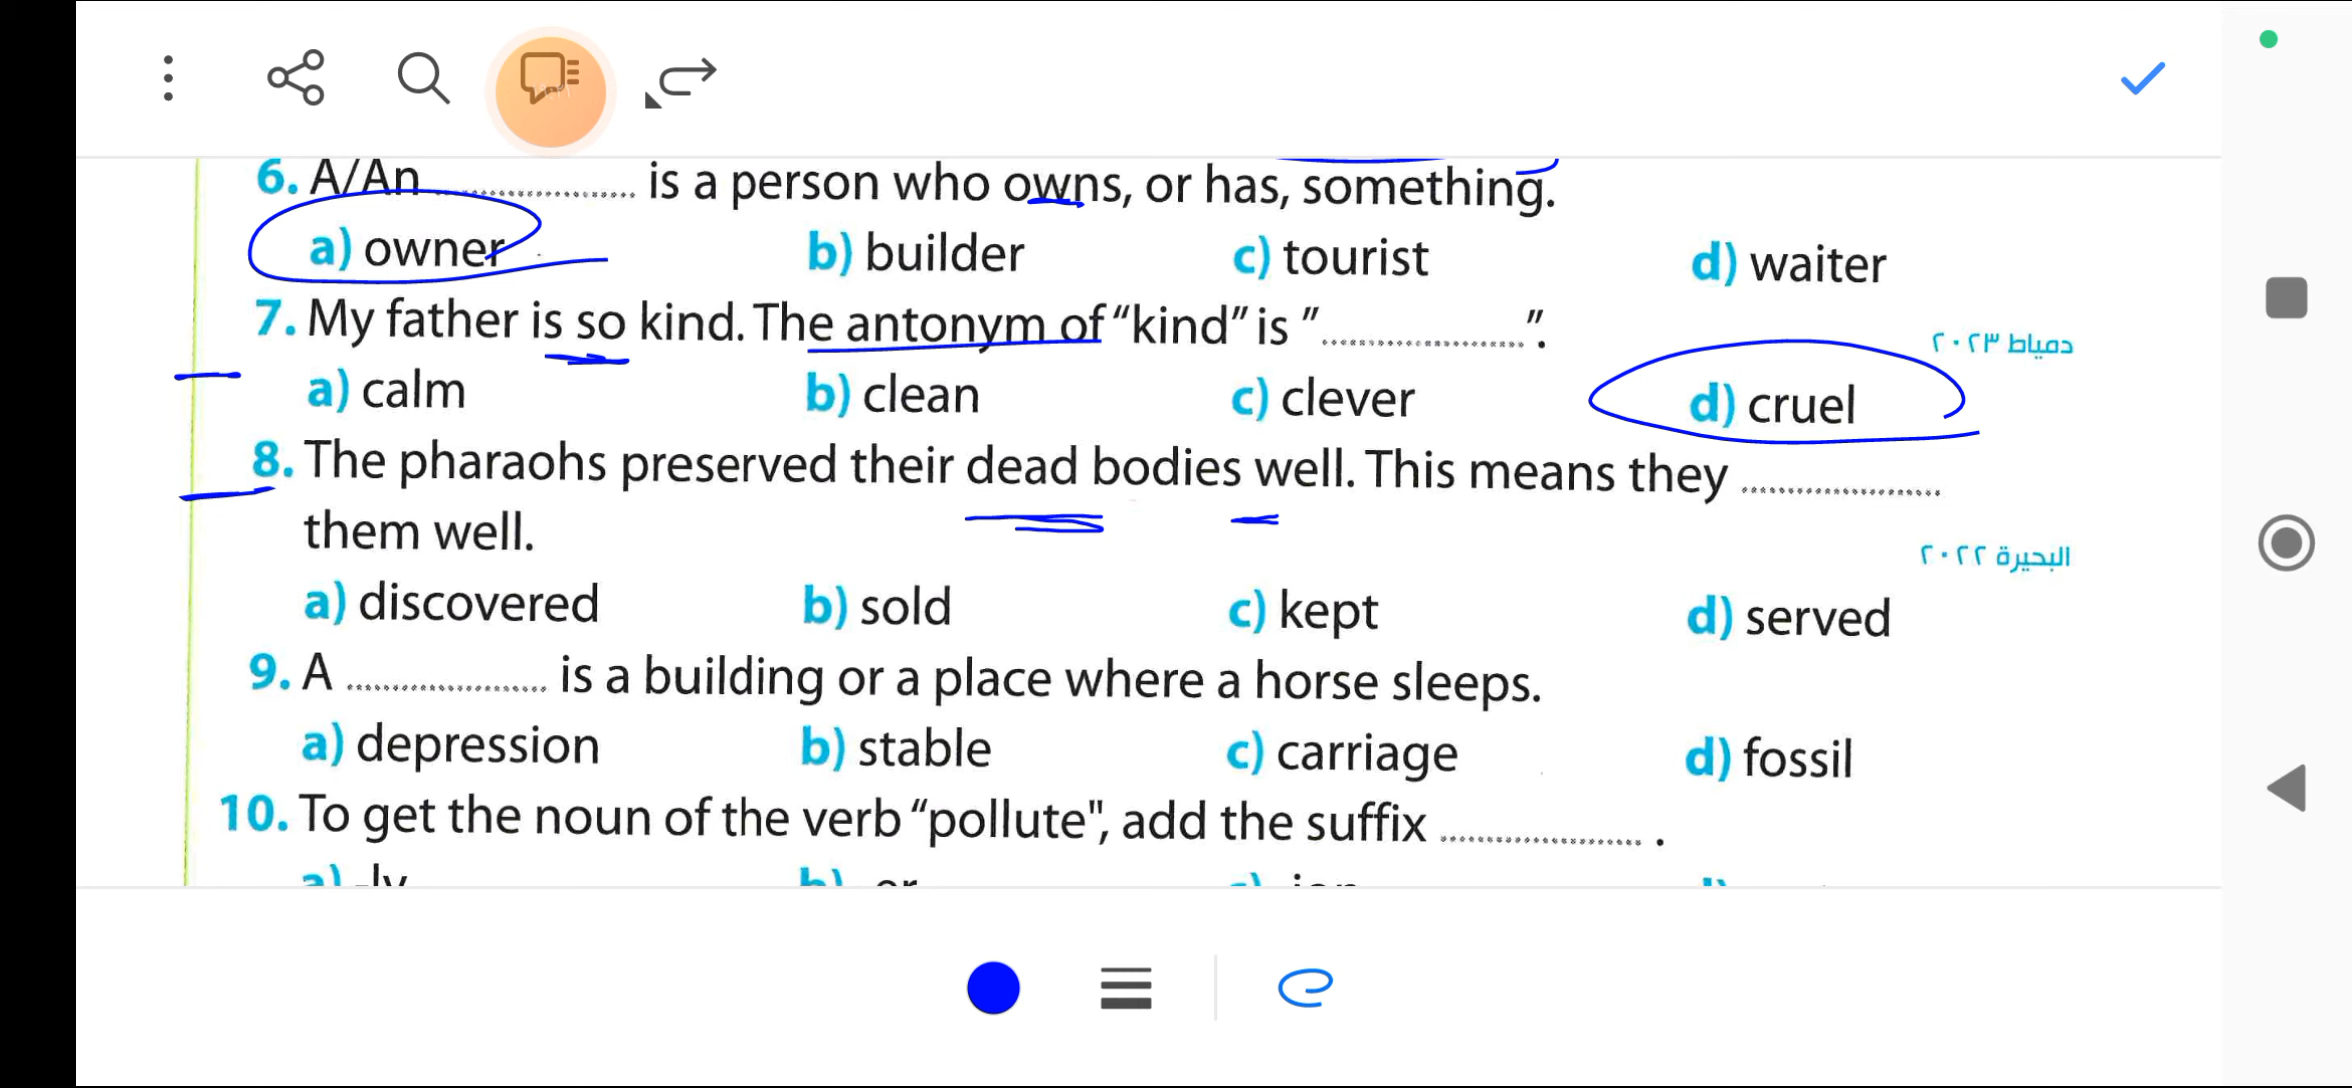 6. A/An .................... is a person who owns, or has, something.
a) owner b) builder c) tourist d) waiter
7. My father is so kind. The antonym of “kind” is “....................”.
دمياط ٢٠٢٣
a) calm b) clean c) clever d) cruel
8. The pharaohs preserved their dead bodies well. This means they ....................
them well.
البحيرة ٢٠٢٢
a) discovered b) sold c) kept d) served
9. A .................... is a building or a place where a horse sleeps.
a) depression b) stable c) carriage d) fossil
10. To get the noun of the verb “pollute", add the suffix .................... .
a) -ly b) -er c) -ion